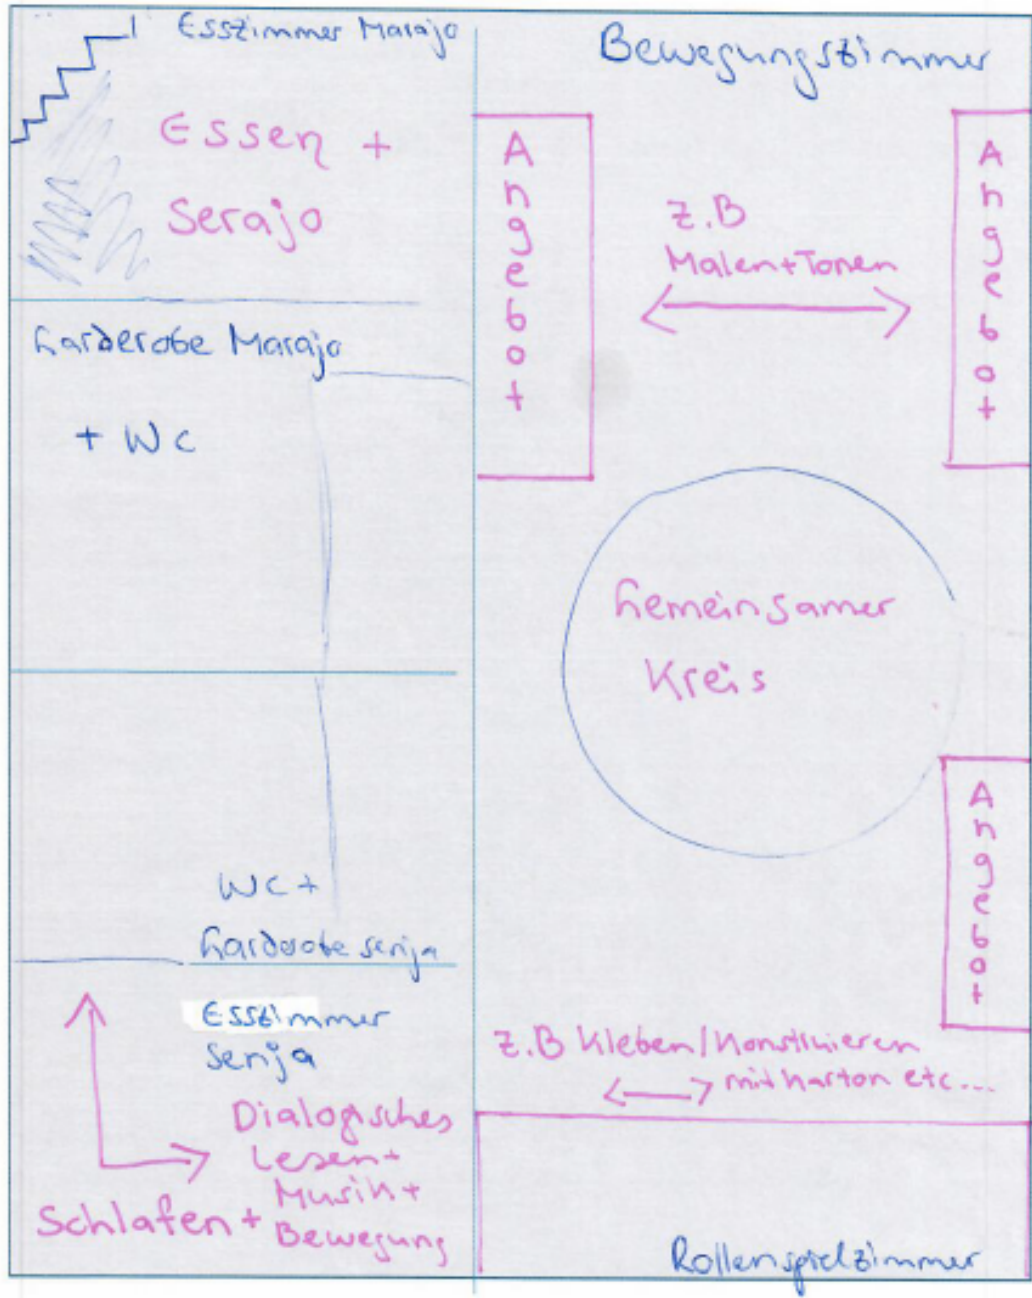 Esszimmer Marajo
Essen +
Serajo
Garderobe Marajo
+ WC
WC +
Garderobe serija
Esszimmer
Serija
Dialogisches
Lesen +
Musik +
Bewegung
Schlafen +
Bewegungszimmer
Angebot
z.B
Malen + Tonen
Angebot
Gemeinsamer
Kreis
Angebot
z.B Kleben/Konstruieren
mit Karton etc...
Rollenspielzimmer